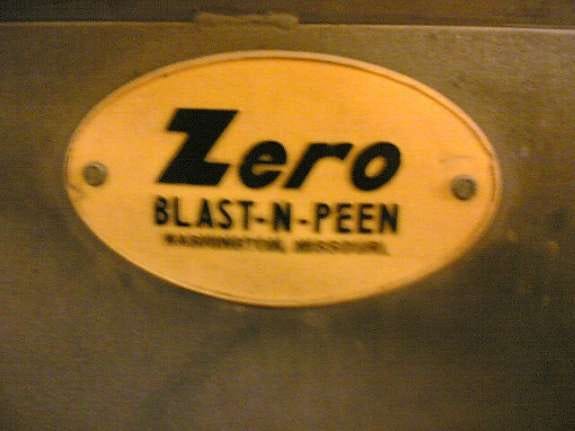 Zero
BLAST-N-PEEN
WASHINGTON, MISSOURI,